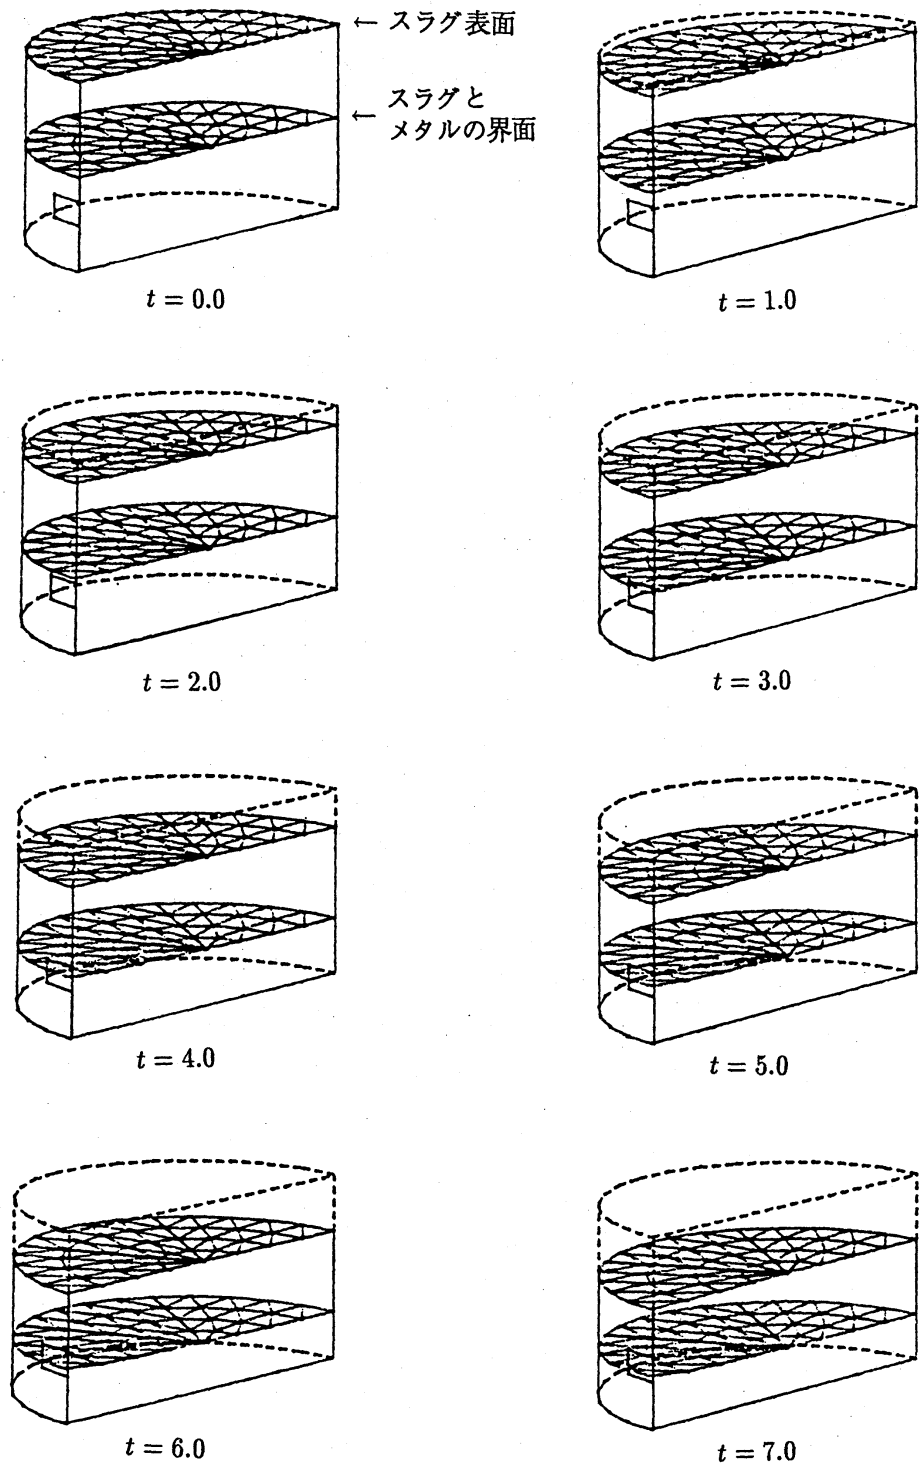 ← スラグ表面
← スラグと
メタルの界面
t = 0.0
t = 1.0
t = 2.0
t = 3.0
t = 4.0
t = 5.0
t = 6.0
t = 7.0